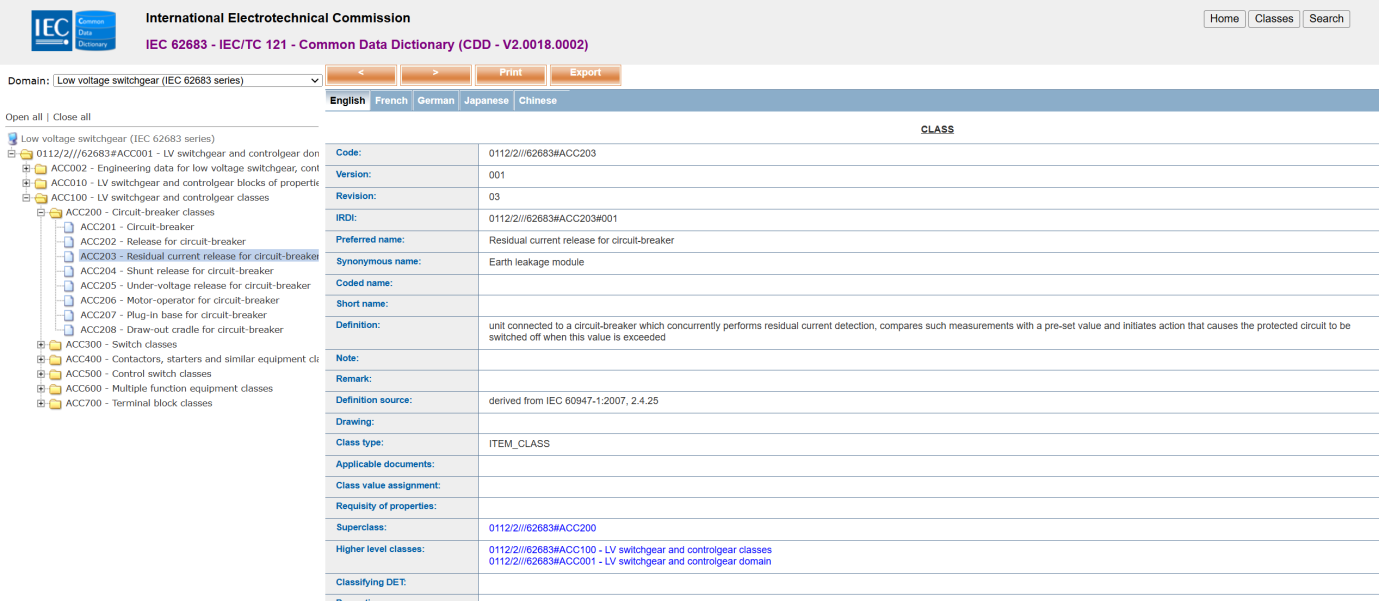 IEC Common
Data
Dictionary
International Electrotechnical Commission
IEC 62683 - IEC/TC 121 - Common Data Dictionary (CDD - V2.0018.0002)
Home Classes Search
Domain: Low voltage switchgear (IEC 62683 series)
< > Print Export
English French German Japanese Chinese
Open all | Close all
Low voltage switchgear (IEC 62683 series)
0112/2///62683#ACC001 - LV switchgear and controlgear don
ACC002 - Engineering data for low voltage switchgear, cont
ACC010 - LV switchgear and controlgear blocks of propertie
ACC100 - LV switchgear and controlgear classes
ACC200 - Circuit-breaker classes
ACC201 - Circuit-breaker
ACC202 - Release for circuit-breaker
ACC203 - Residual current release for circuit-breaker
ACC204 - Shunt release for circuit-breaker
ACC205 - Under-voltage release for circuit-breaker
ACC206 - Motor-operator for circuit-breaker
ACC207 - Plug-in base for circuit-breaker
ACC208 - Draw-out cradle for circuit-breaker
ACC300 - Switch classes
ACC400 - Contactors, starters and similar equipment cla
ACC500 - Control switch classes
ACC600 - Multiple function equipment classes
ACC700 - Terminal block classes
CLASS
Code: 0112/2///62683#ACC203
Version: 001
Revision: 03
IRDI: 0112/2///62683#ACC203#001
Preferred name: Residual current release for circuit-breaker
Synonymous name: Earth leakage module
Coded name:
Short name:
Definition: unit connected to a circuit-breaker which concurrently performs residual current detection, compares such measurements with a pre-set value and initiates action that causes the protected circuit to be
switched off when this value is exceeded
Note:
Remark:
Definition source: derived from IEC 60947-1:2007, 2.4.25
Drawing:
Class type: ITEM_CLASS
Applicable documents:
Class value assignment:
Requisity of properties:
Superclass: 0112/2///62683#ACC200
Higher level classes: 0112/2///62683#ACC100 - LV switchgear and controlgear classes
0112/2///62683#ACC001 - LV switchgear and controlgear domain
Classifying DET: